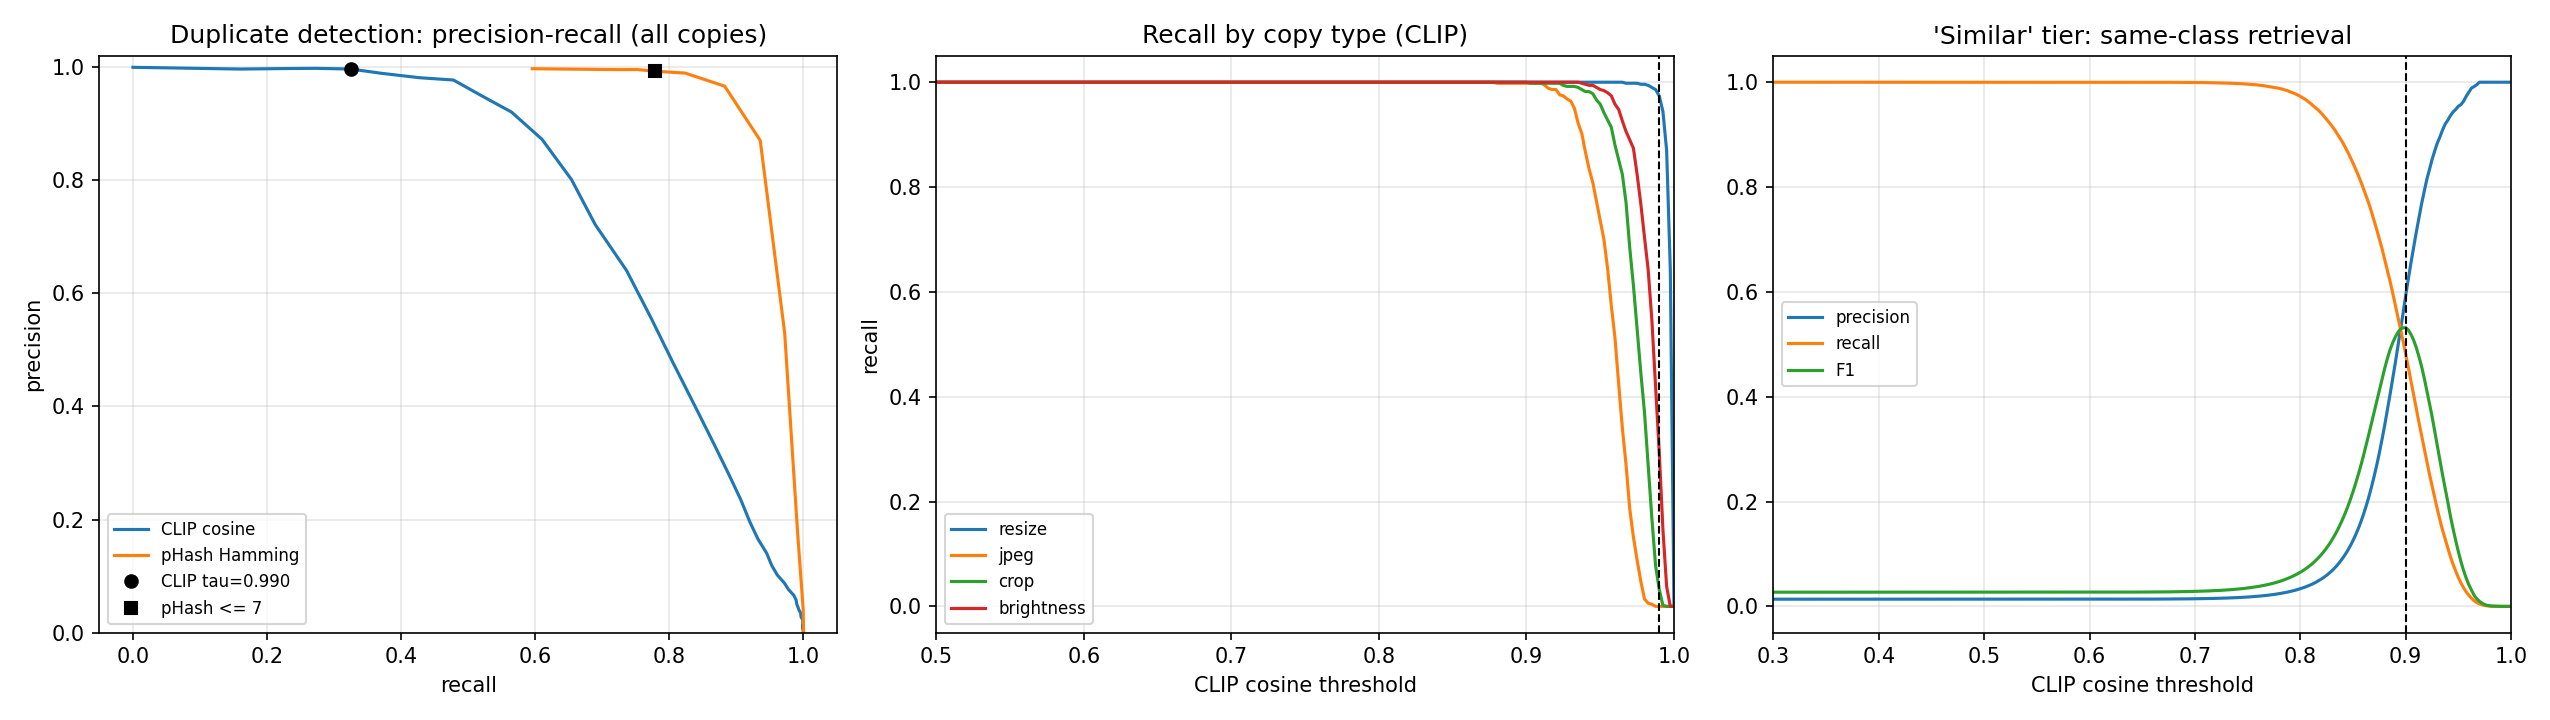 Duplicate detection: precision-recall (all copies)
precision
1.0
0.8
0.6
0.4
0.2
0.0
CLIP cosine
pHash Hamming
CLIP tau=0.990
pHash <= 7
0.0 0.2 0.4 0.6 0.8 1.0
recall
Recall by copy type (CLIP)
recall
1.0
0.8
0.6
0.4
0.2
0.0
resize
jpeg
crop
brightness
0.5 0.6 0.7 0.8 0.9 1.0
CLIP cosine threshold
'Similar' tier: same-class retrieval
1.0
0.8
0.6
0.4
0.2
0.0
precision
recall
F1
0.3 0.4 0.5 0.6 0.7 0.8 0.9 1.0
CLIP cosine threshold